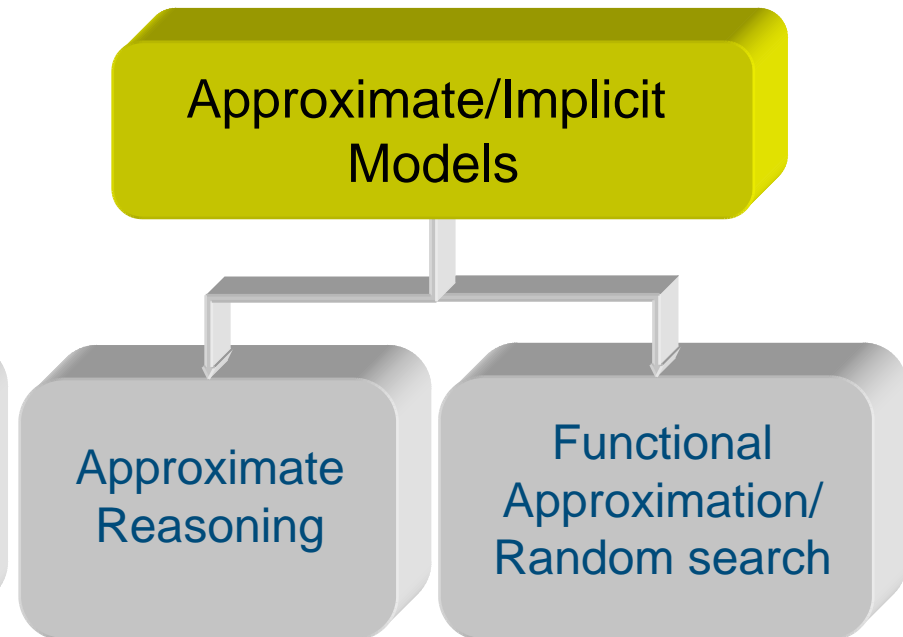 Approximate/Implicit
Models
Approximate
Reasoning
Functional
Approximation/
Random search